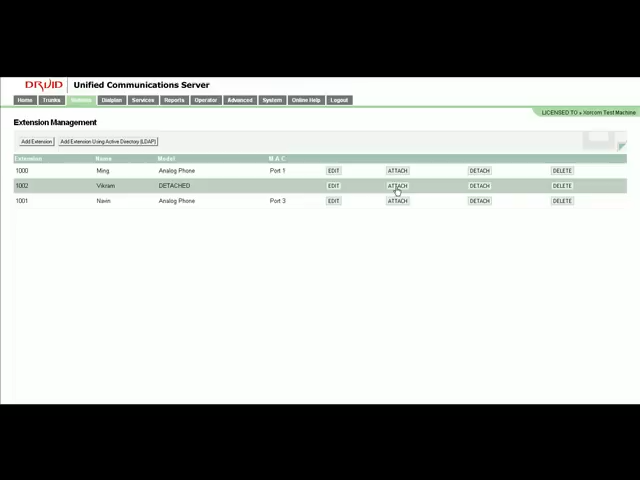 DRUID Unified Communications Server
Home Trunks Stations Dialplan Services Reports Operator Advanced System Online Help Logout
LICENSED TO » Xorcom Test Machine
Extension Management
Add Extension Add Extension Using Active Directory [LDAP]
Extension Name Model M.A.C
1000 Ming Analog Phone Port 1 EDIT ATTACH DETACH DELETE
1002 Vikram DETACHED EDIT ATTACH DETACH DELETE
1001 Navin Analog Phone Port 3 EDIT ATTACH DETACH DELETE